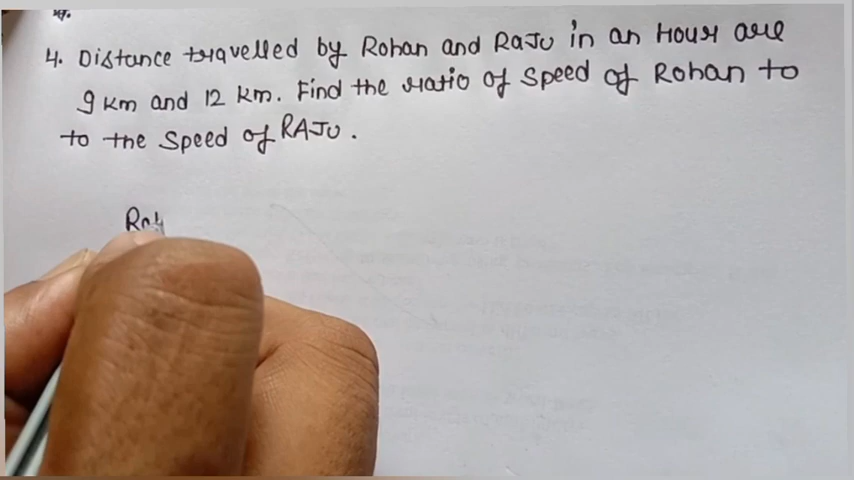 4. Distance travelled by Rohan and RaJu in an Hour are
9 Km and 12 Km. Find the ratio of Speed of Rohan to
to the Speed of RAJU.